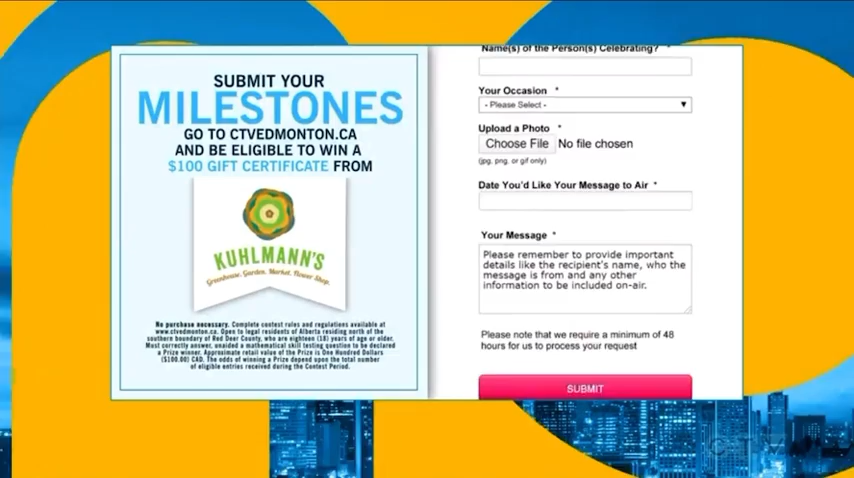 SUBMIT YOUR
MILESTONES
GO TO CTVEDMONTON.CA
AND BE ELIGIBLE TO WIN A
$100 GIFT CERTIFICATE FROM
KUHLMANN'S
Greenhouse. Garden. Market. Flower Shop.
No purchase necessary. Complete contest rules and regulations available at
www.ctvedmonton.ca. Open to legal residents of Alberta residing north of the
southern boundary of Red Deer County, who are eighteen (18) years of age or older.
Must correctly answer, unaided a mathematical skill testing question to be declared
a Prize winner. Approximate retail value of the Prize is One Hundred Dollars
($100.00) CAD. The odds of winning a Prize depend upon the total number
of eligible entries received during the Contest Period.
Name(s) of the Person(s) Celebrating? *
Your Occasion *
- Please Select -
Upload a Photo *
Choose File No file chosen
(jpg, png, or gif only)
Date You'd Like Your Message to Air *
Your Message *
Please remember to provide important
details like the recipient's name, who the
message is from and any other
information to be included on-air.
Please note that we require a minimum of 48
hours for us to process your request
SUBMIT
CTV